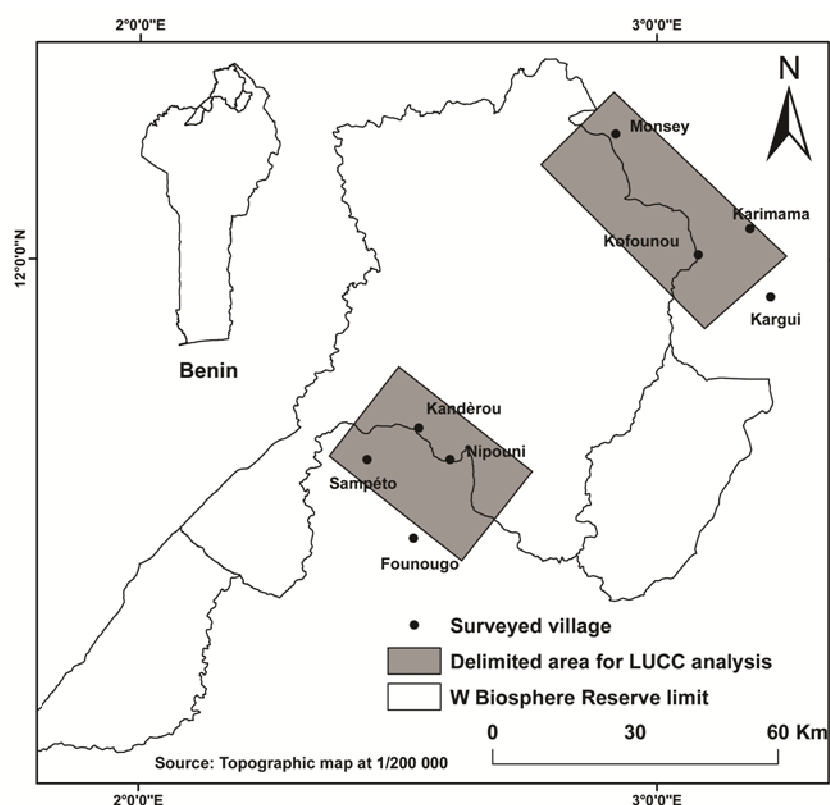 2°0'0"E
3°0'0"E
N
Monsey
Karimama
12°0'0"N
Kofounou
Kargui
Benin
Kandèrou
Nipouni
Sampéto
Founougo
Surveyed village
Delimited area for LUCC analysis
W Biosphere Reserve limit
0 30 60 Km
Source: Topographic map at 1/200 000
2°0'0"E
3°0'0"E